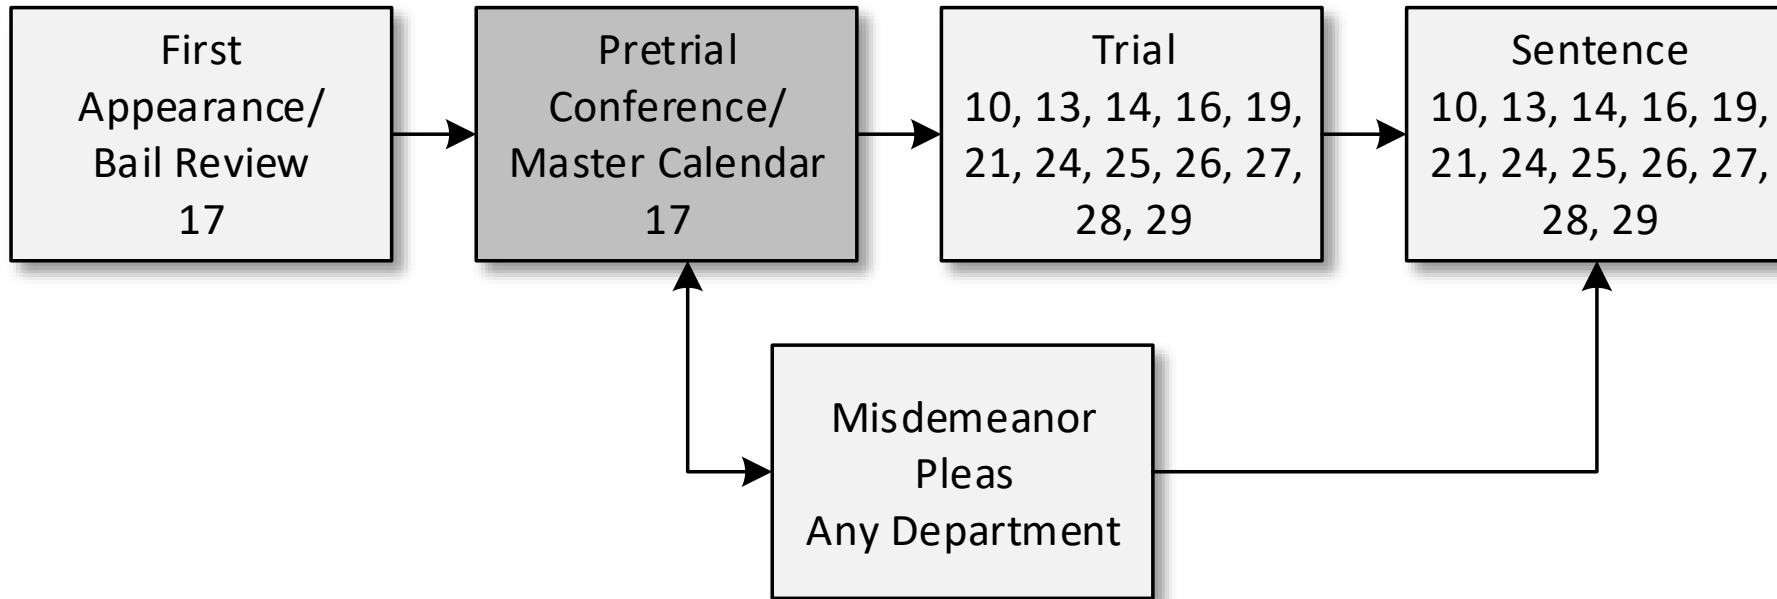 First
Appearance/
Bail Review
17
Pretrial
Conference/
Master Calendar
17
Trial
10, 13, 14, 16, 19,
21, 24, 25, 26, 27,
28, 29
Sentence
10, 13, 14, 16, 19,
21, 24, 25, 26, 27,
28, 29
Misdemeanor
Pleas
Any Department